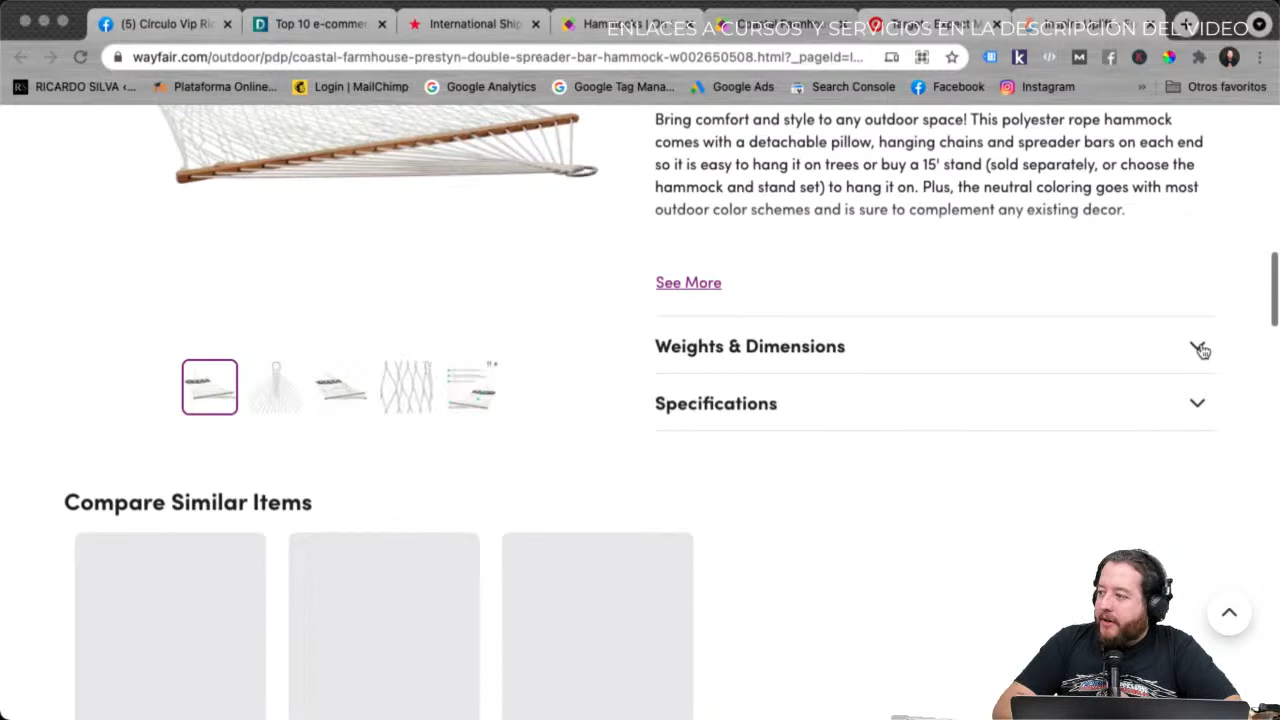 (5) Círculo Vip Ri
Top 10 e-commer
International Ship
ENLACES A CURSOS Y SERVICIOS EN LA DESCRIPCIÓN DEL VIDEO
wayfair.com/outdoor/pdp/coastal-farmhouse-prestyn-double-spreader-bar-hammock-w002650508.html?_pageId=I...
RICARDO SILVA ‹... Plataforma Online... Login | MailChimp Google Analytics Google Tag Mana... Google Ads Search Console Facebook Instagram » Otros favoritos
Bring comfort and style to any outdoor space! This polyester rope hammock
comes with a detachable pillow, hanging chains and spreader bars on each end
so it is easy to hang it on trees or buy a 15' stand (sold separately, or choose the
hammock and stand set) to hang it on. Plus, the neutral coloring goes with most
outdoor color schemes and is sure to complement any existing decor.
See More
Weights & Dimensions
Specifications
Compare Similar Items